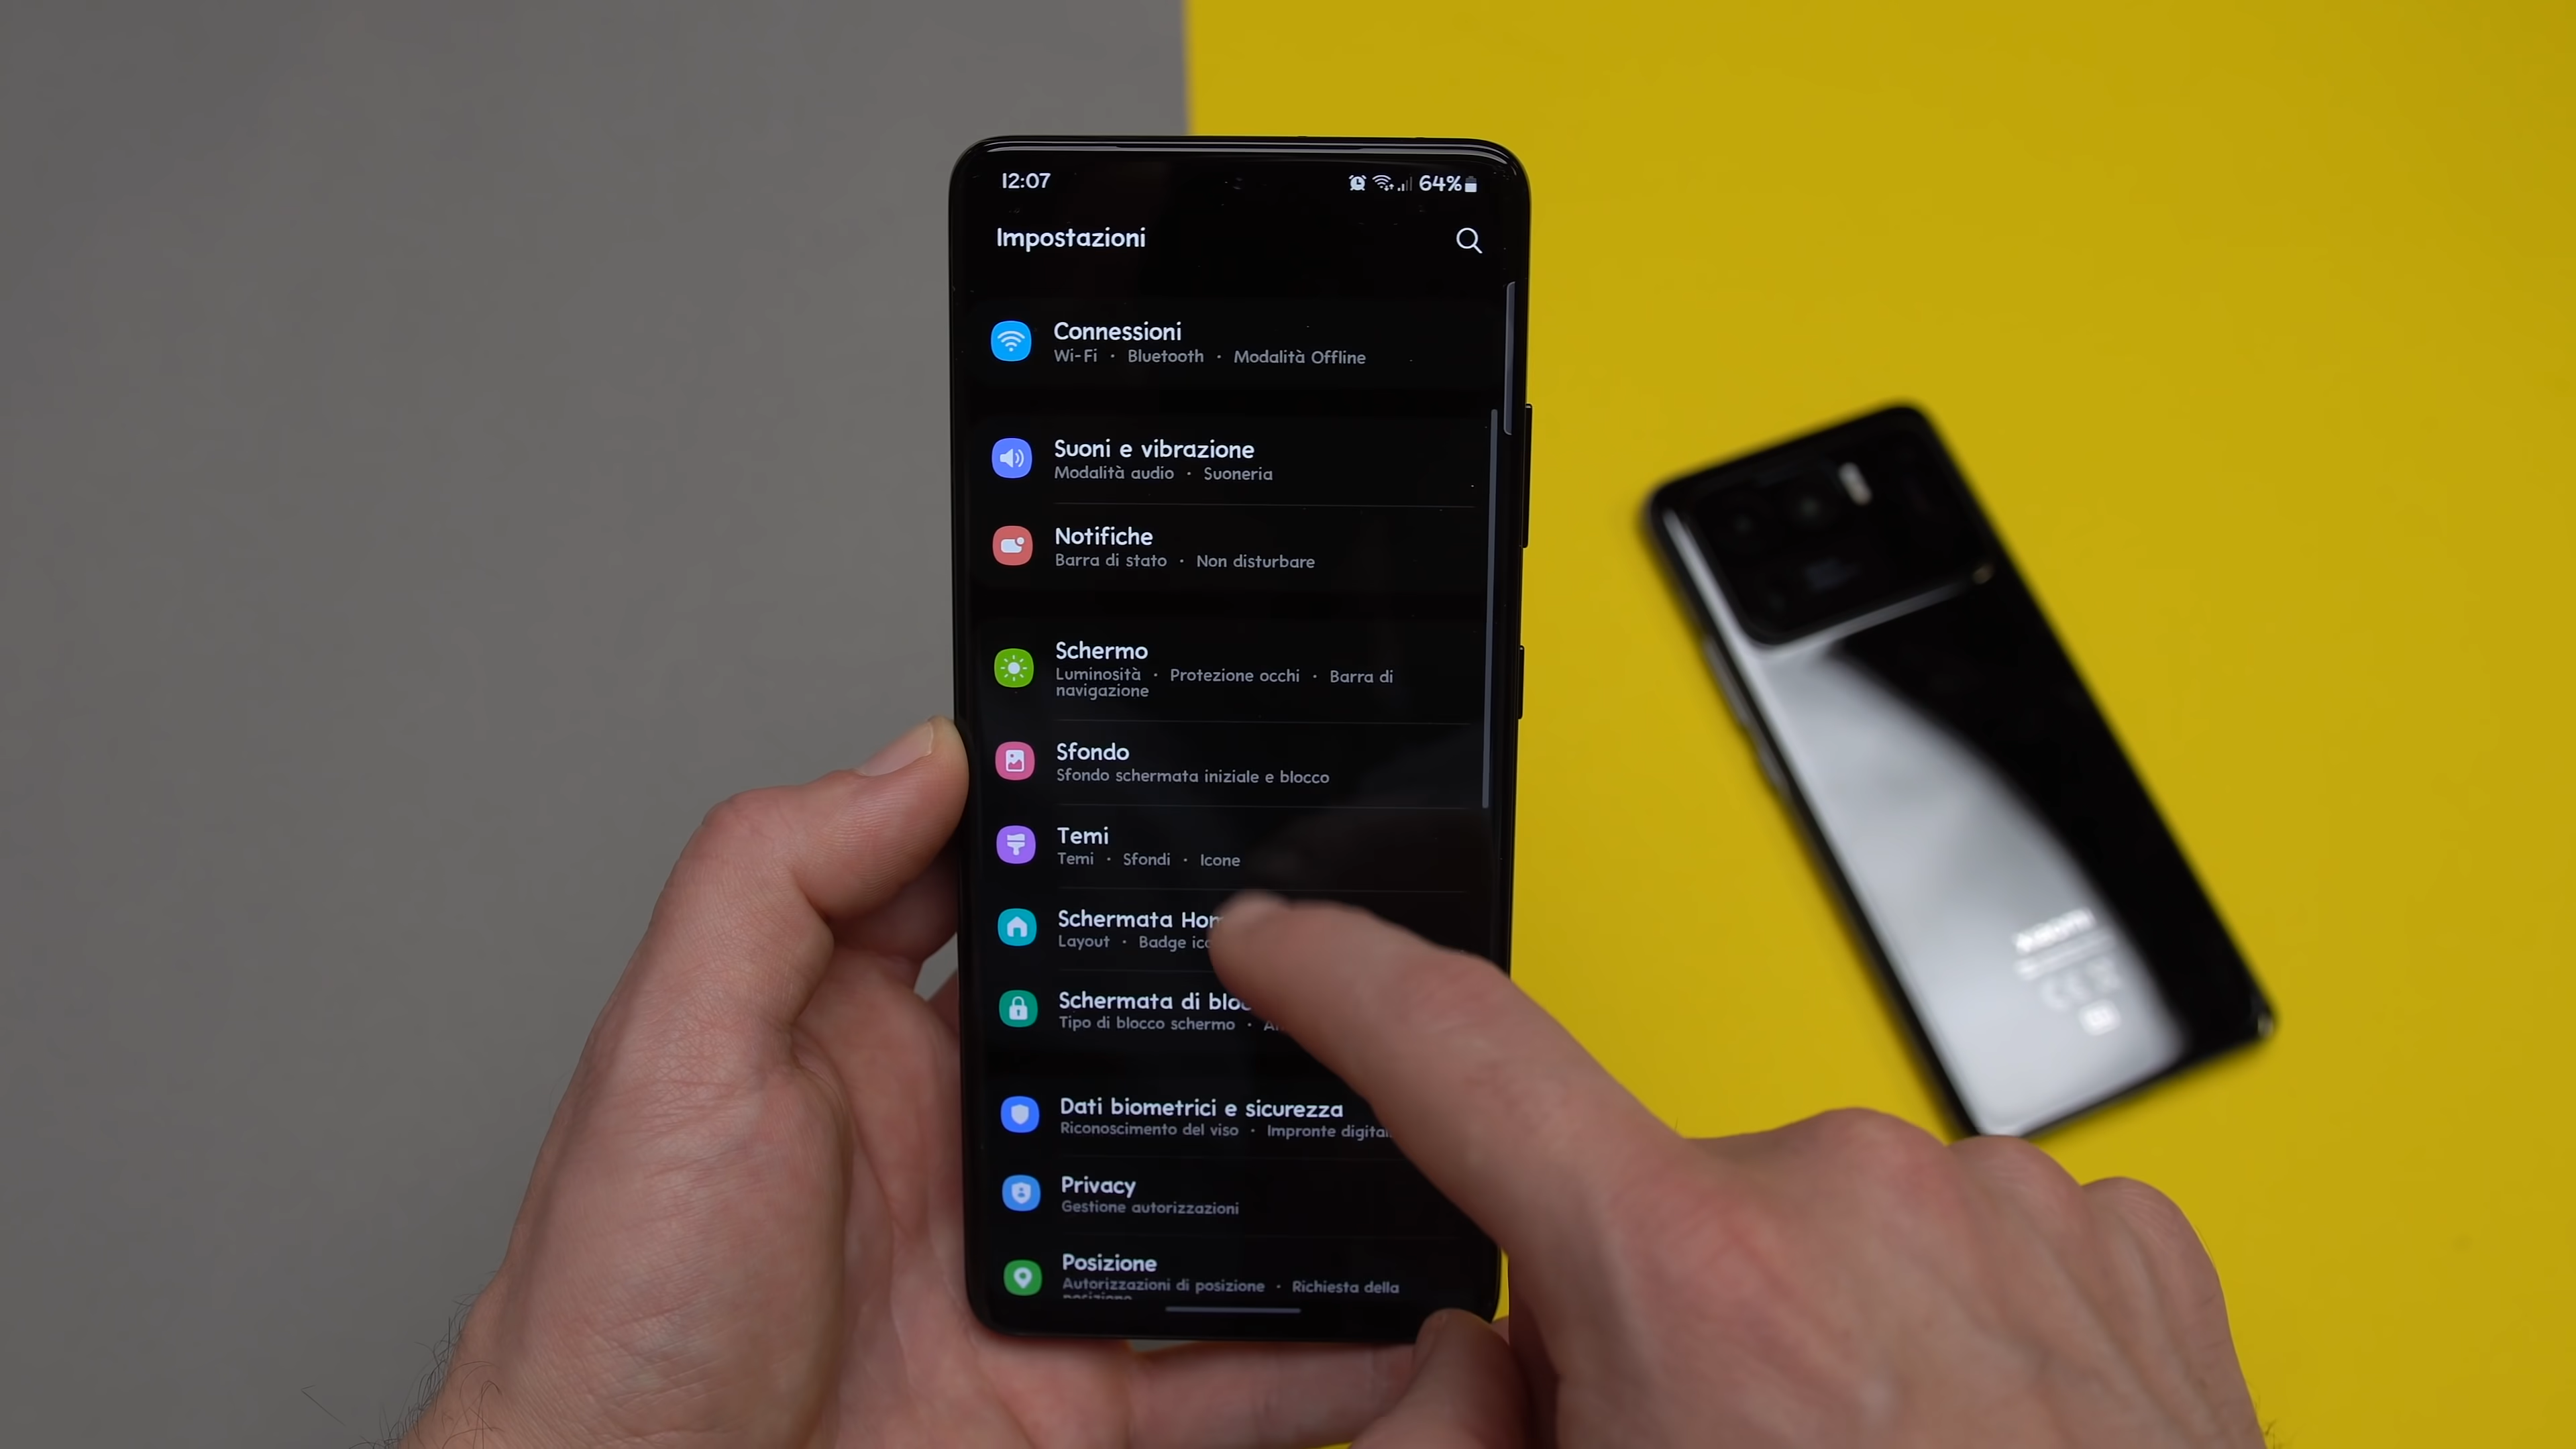 12:07
64%
Impostazioni
Connessioni
Wi-Fi • Bluetooth • Modalità Offline
Suoni e vibrazione
Modalità audio • Suoneria
Notifiche
Barra di stato • Non disturbare
Schermo
Luminosità • Protezione occhi • Barra di
navigazione
Sfondo
Sfondo schermata iniziale e blocco
Temi
Temi • Sfondi • Icone
Schermata
Layout • Badge
Schermata di
Tipo di blocco schermo •
Dati biometrici e sicurezza
Riconoscimento del viso • Impronte
Privacy
Gestione autorizzazioni
Posizione
Autorizzazioni di posizione • Richiesta della